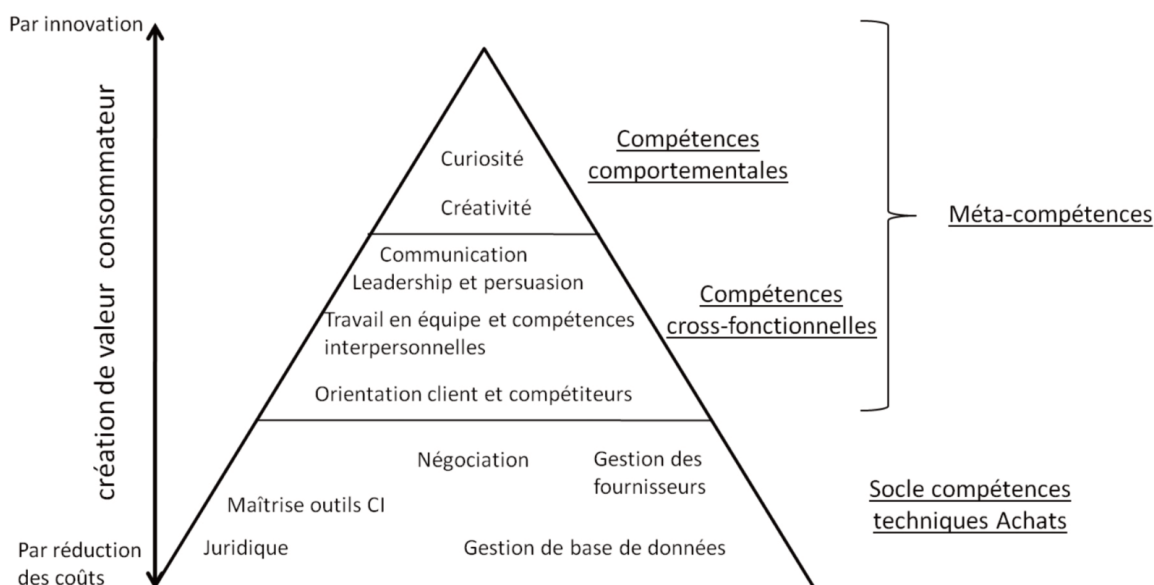 Par innovation
création de valeur consommateur
Par réduction
des coûts
Curiosité
Créativité
Compétences
comportementales
Communication
Leadership et persuasion
Travail en équipe et compétences
interpersonnelles
Orientation client et compétiteurs
Compétences
cross-fonctionnelles
Méta-compétences
Négociation
Gestion des
fournisseurs
Maîtrise outils CI
Juridique
Gestion de base de données
Socle compétences
techniques Achats